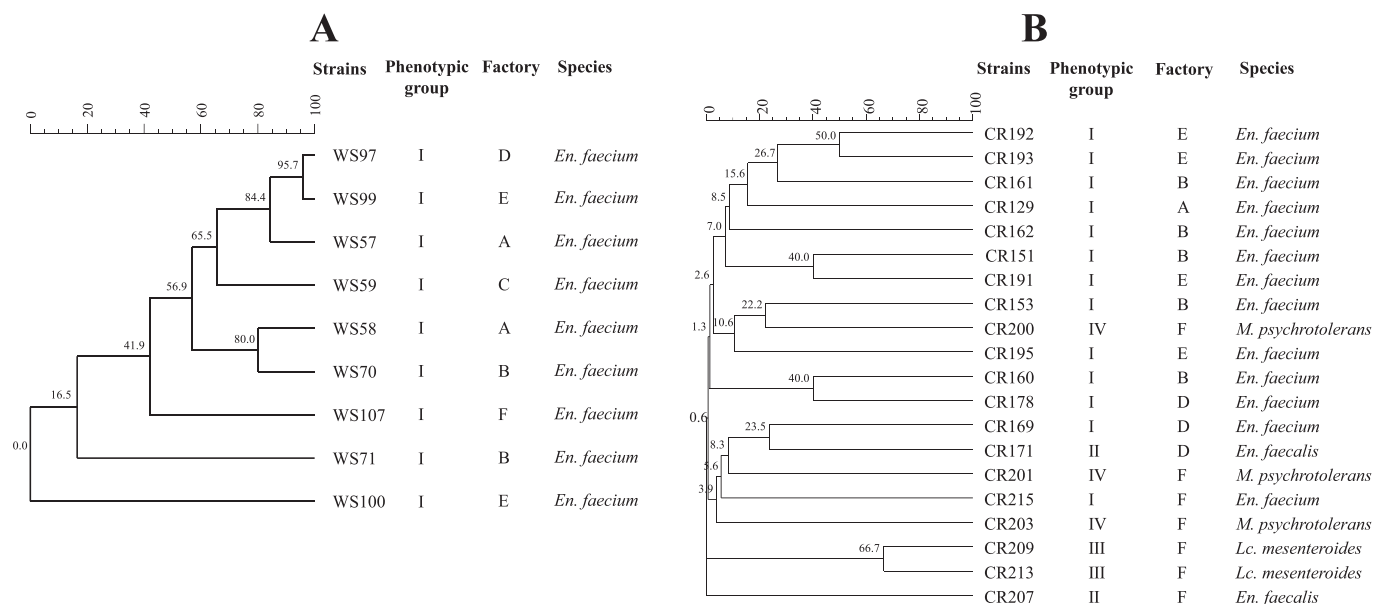 A
Strains Phenotypic group Factory Species
0 20 40 60 80 100
WS97 I D En. faecium
95.7
WS99 I E En. faecium
84.4
WS57 I A En. faecium
65.5
WS59 I C En. faecium
56.9
WS58 I A En. faecium
80.0
41.9
WS70 I B En. faecium
16.5
WS107 I F En. faecium
0.0
WS71 I B En. faecium
WS100 I E En. faecium
B
Strains Phenotypic group Factory Species
0 20 40 60 80 100
CR192 I E En. faecium
50.0
CR193 I E En. faecium
26.7
CR161 I B En. faecium
15.6
CR129 I A En. faecium
8.5
CR162 I B En. faecium
7.0
CR151 I B En. faecium
40.0
CR191 I E En. faecium
2.6
CR153 I B En. faecium
22.2
CR200 IV F M. psychrotolerans
1.3 10.6
CR195 I E En. faecium
CR160 I B En. faecium
40.0
CR178 I D En. faecium
0.6
CR169 I D En. faecium
23.5
CR171 II D En. faecalis
8.3
CR201 IV F M. psychrotolerans
5.6
CR215 I F En. faecium
3.9
CR203 IV F M. psychrotolerans
CR209 III F Lc. mesenteroides
66.7
CR213 III F Lc. mesenteroides
CR207 II F En. faecalis